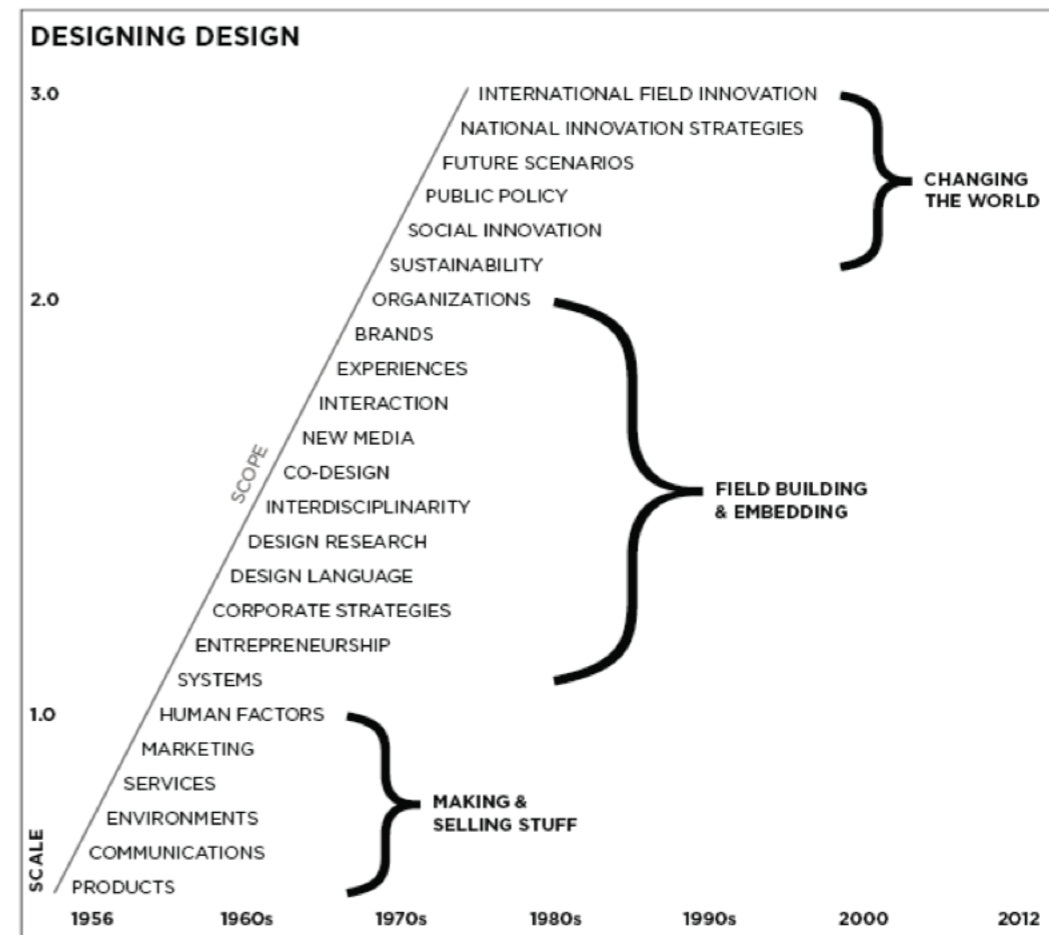 DESIGNING DESIGN
3.0
INTERNATIONAL FIELD INNOVATION
NATIONAL INNOVATION STRATEGIES
FUTURE SCENARIOS
PUBLIC POLICY
SOCIAL INNOVATION
SUSTAINABILITY
CHANGING
THE WORLD
2.0
ORGANIZATIONS
BRANDS
EXPERIENCES
INTERACTION
NEW MEDIA
CO-DESIGN
INTERDISCIPLINARITY
DESIGN RESEARCH
DESIGN LANGUAGE
CORPORATE STRATEGIES
ENTREPRENEURSHIP
SYSTEMS
FIELD BUILDING
& EMBEDDING
SCOPE
1.0
HUMAN FACTORS
MARKETING
SERVICES
ENVIRONMENTS
COMMUNICATIONS
PRODUCTS
MAKING &
SELLING STUFF
SCALE
1956 1960s 1970s 1980s 1990s 2000 2012